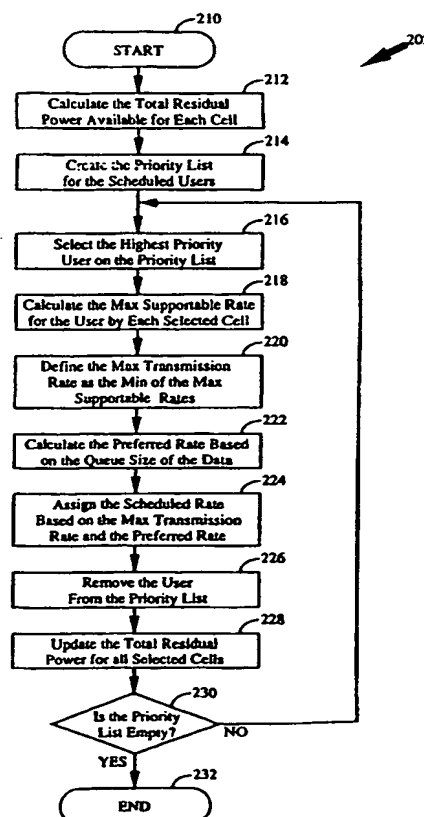 210
START
202
212
Calculate the Total Residual
Power Available for Each Cell
214
Create the Priority List
for the Scheduled Users
216
Select the Highest Priority
User on the Priority List
218
Calculate the Max Supportable Rate
for the User by Each Selected Cell
220
Define the Max Transmission
Rate as the Min of the Max
Supportable Rates
222
Calculate the Preferred Rate Based
on the Queue Size of the Data
224
Assign the Scheduled Rate
Based on the Max Transmission
Rate and the Preferred Rate
226
Remove the User
From the Priority List
228
Update the Total Residual
Power for all Selected Cells
230
Is the Priority
List Empty?
NO
YES
232
END